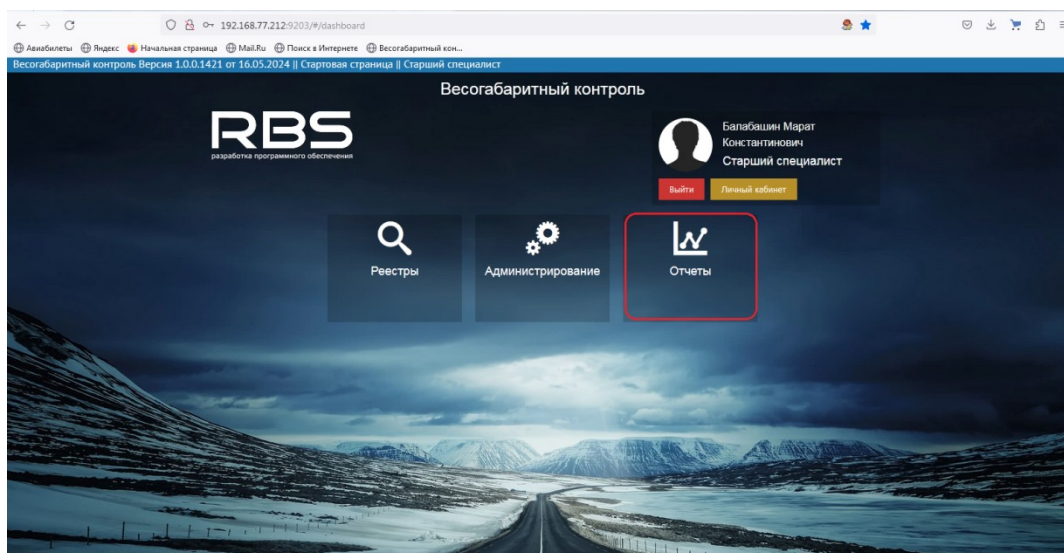 192.168.77.212:9203/#/dashboard
Авиабилеты Яндекс Начальная страница Mail.Ru Поиск в Интернете Весогабаритный кон...
Весогабаритный контроль Версия 1.0.0.1421 от 16.05.2024 || Стартовая страница || Старший специалист
Весогабаритный контроль
RBS
разработка программного обеспечения
Балабашин Марат
Константинович
Старший специалист
Выйти Личный кабинет
Реестры Администрирование Отчеты